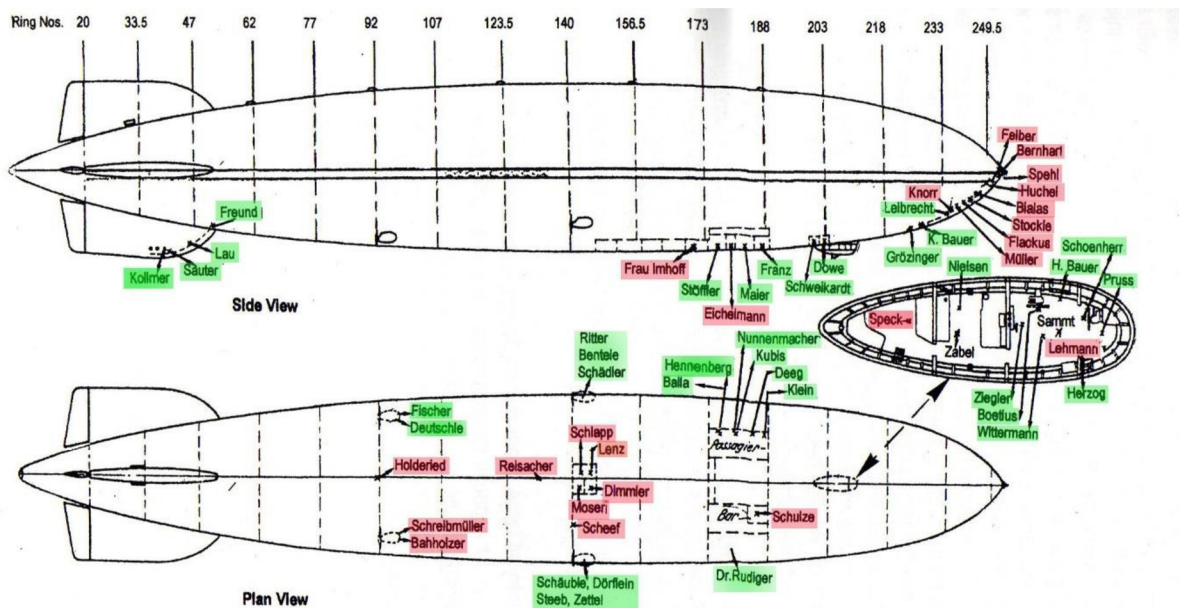 Ring Nos. 20 33.5 47 62 77 92 107 123.5 140 156.5 173 188 203 218 233 249.5
Felber
Bernhart
Spehl
Huchel
Bialas
Stockle
Flackus
Müller
Knorr
Leibrecht
K. Bauer
Grözinger
Freund
Lau
Sauter
Kollmer
Frau Imhoff
Stöffler
Eichelmann
Maier
Franz
Dowe
Schweikardt
Side View
Nielsen
H. Bauer
Schoenherr
Pruss
Speck
Zabel
Sammt
Lehmann
Herzog
Ziegler
Boetius
Wittermann
Ritter
Benteie
Schädler
Nunnenmacher
Kubis
Hennenberg
Deeg
Balla
Klein
Fischer
Deutschle
Schlapp
Lenz
Passagier
Holderied
Reisacher
Dimmler
Moser
Bar
Schulze
Schreibmüller
Bahholzer
Scheef
Schäuble, Dörflein
Steeb, Zettel
Dr.Rudiger
Plan View